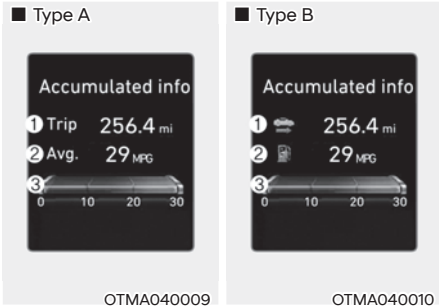 ■ Type A
Accumulated info
1 Trip 256.4 mi
2 Avg. 29 MPG
3
0 10 20 30
OTMA040009
■ Type B
Accumulated info
1 256.4 mi
2 29 MPG
3
0 10 20 30
OTMA040010